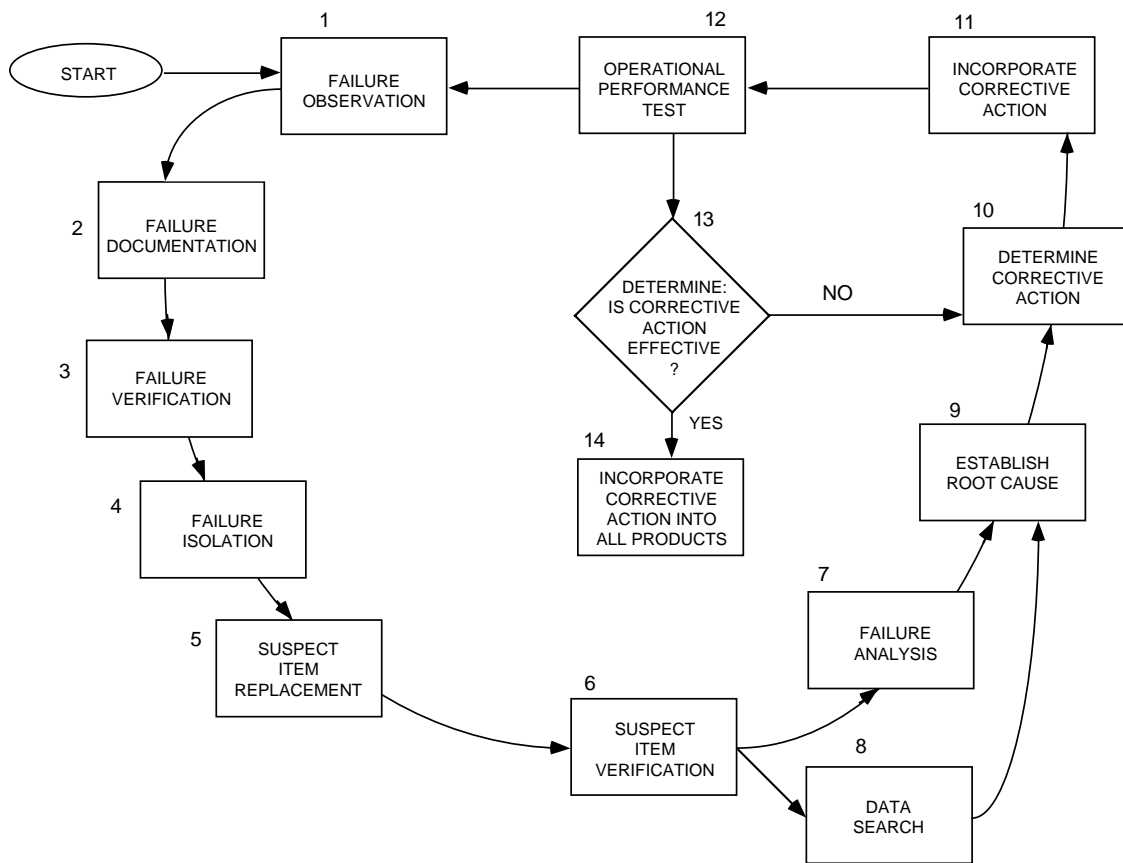 START
1
FAILURE
OBSERVATION
2
FAILURE
DOCUMENTATION
3
FAILURE
VERIFICATION
4
FAILURE
ISOLATION
5
SUSPECT
ITEM
REPLACEMENT
6
SUSPECT
ITEM
VERIFICATION
7
FAILURE
ANALYSIS
8
DATA
SEARCH
9
ESTABLISH
ROOT CAUSE
10
DETERMINE
CORRECTIVE
ACTION
11
INCORPORATE
CORRECTIVE
ACTION
12
OPERATIONAL
PERFORMANCE
TEST
13
DETERMINE:
IS CORRECTIVE
ACTION
EFFECTIVE
?
NO
YES
14
INCORPORATE
CORRECTIVE
ACTION INTO
ALL PRODUCTS